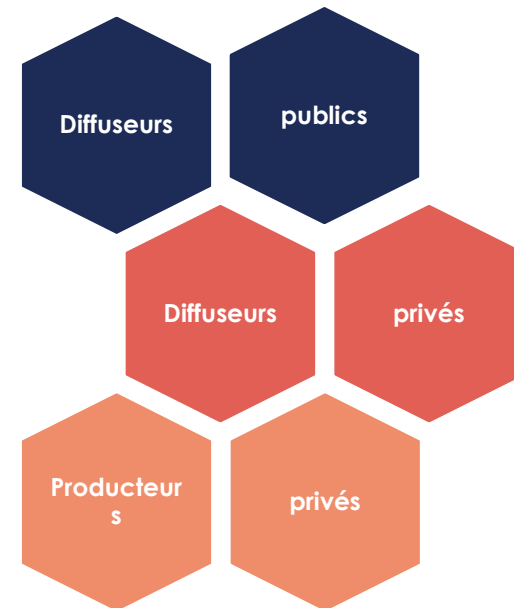 Diffuseurs
publics
Diffuseurs
privés
Producteur
s
privés